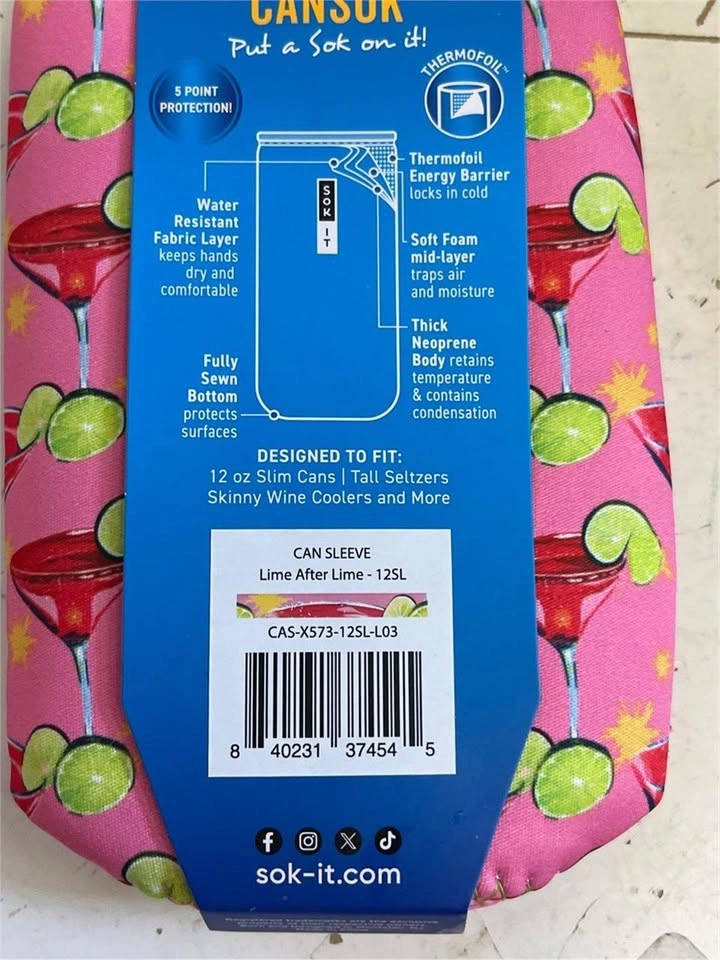 CANSOK
Put a Sok on it!
5 POINT
PROTECTION!
THERMOFOIL™
Thermofoil
Energy Barrier
locks in cold
Water
Resistant
Fabric Layer
keeps hands
dry and
comfortable
SOK
IT
Soft Foam
mid-layer
traps air
and moisture
Thick
Neoprene
Body retains
temperature
& contains
condensation
Fully
Sewn
Bottom
protects
surfaces
DESIGNED TO FIT:
12 oz Slim Cans | Tall Seltzers
Skinny Wine Coolers and More
CAN SLEEVE
Lime After Lime - 12SL
CAS-X573-12SL-L03
8 40231 37454 5
sok-it.com